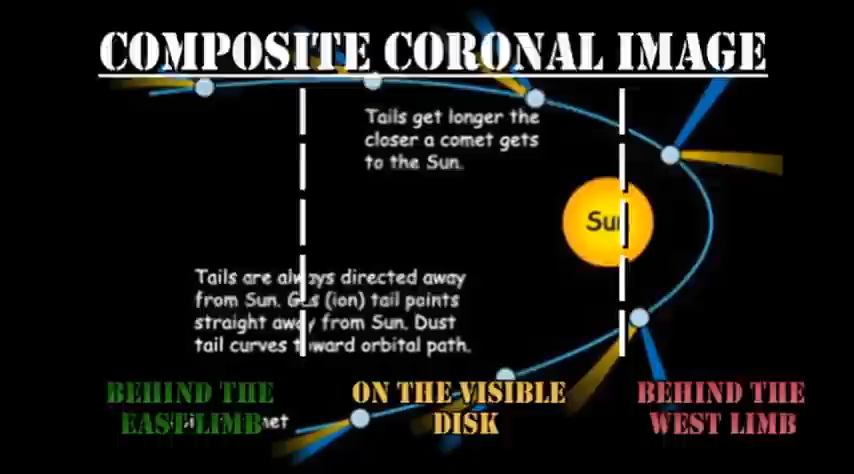 COMPOSITE CORONAL IMAGE
Tails get longer the
closer a comet gets
to the Sun.
Sun
Tails are always directed away
from Sun. Gas (ion) tail points
straight away from Sun. Dust
tail curves toward orbital path.
BEHIND THE
EAST LIMB
ON THE VISIBLE
DISK
BEHIND THE
WEST LIMB